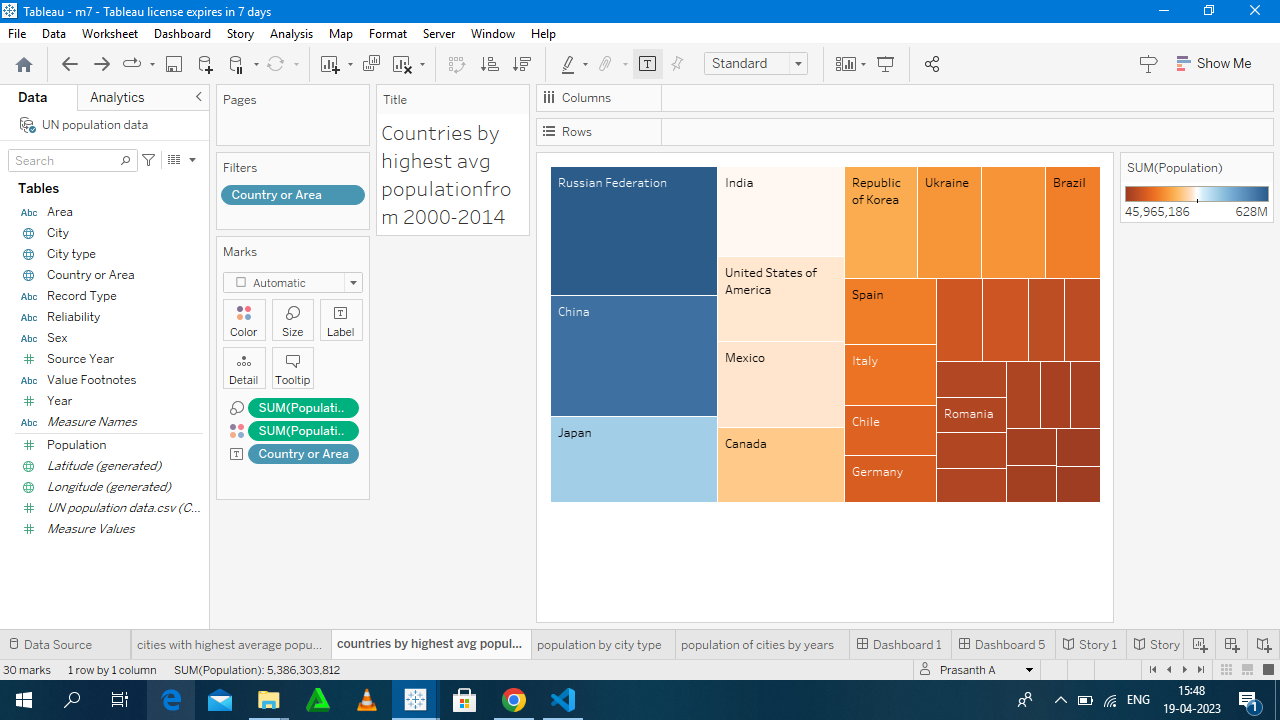 Tableau - m7 - Tableau license expires in 7 days
File Data Worksheet Dashboard Story Analysis Map Format Server Window Help
Standard
Show Me
Data Analytics
UN population data
Search
Tables
Abc Area
City
City type
Country or Area
Abc Record Type
Abc Reliability
Abc Sex
Source Year
Abc Value Footnotes
Year
Abc Measure Names
Population
Latitude (generated)
Longitude (generated)
UN population data.csv (C...
Measure Values
Pages
Filters
Country or Area
Marks
Automatic
Color Size Label
Detail Tooltip
SUM(Populati..
SUM(Populati..
Country or Area
Title
Countries by
highest avg
populationfro
m 2000-2014
Columns
Rows
Russian Federation
China
Japan
India
United States of
America
Mexico
Canada
Republic
of Korea
Ukraine
Brazil
Spain
Italy
Chile
Germany
Romania
SUM(Population)
45,965,186 628M
Data Source
cities with highest average popu...
countries by highest avg popul...
population by city type
population of cities by years
Dashboard 1
Dashboard 5
Story 1
Story
30 marks 1 row by 1 column SUM(Population): 5,386,303,812
Prasanth A
ENG
15:48
19-04-2023
1